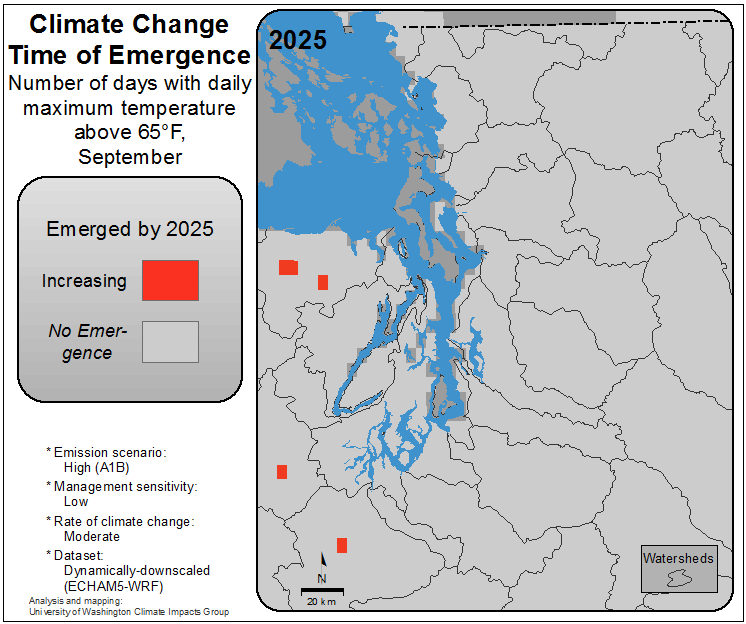 Climate Change
Time of Emergence
Number of days with daily
maximum temperature
above 65°F,
September
Emerged by 2025
Increasing
No Emer-
gence
* Emission scenario:
High (A1B)
* Management sensitivity:
Low
* Rate of climate change:
Moderate
* Dataset:
Dynamically-downscaled
(ECHAM5-WRF)
Analysis and mapping:
University of Washington Climate Impacts Group
2025
Watersheds
N
20 km